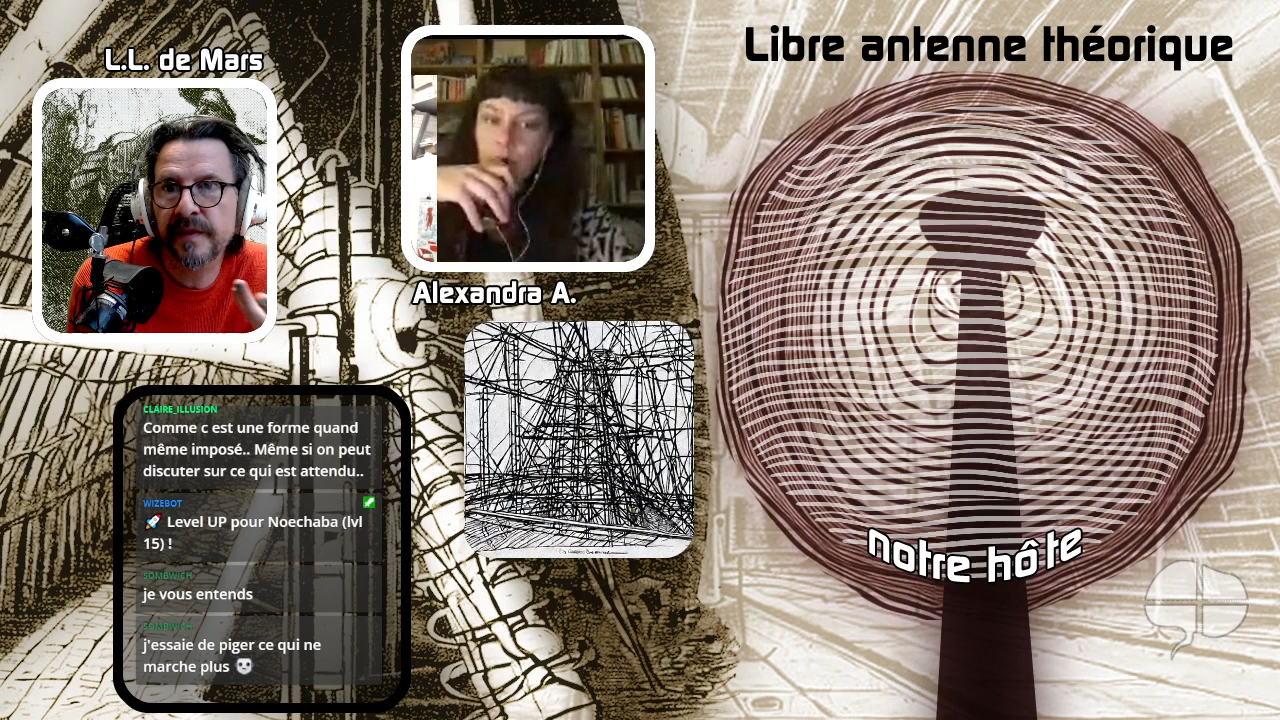 L.L. de Mars
Libre antenne théorique
Alexandra A.
CLAIRE_ILLUSION
Comme c est une forme quand
même imposé.. Même si on peut
discuter sur ce qui est attendu..
WIZEBOT
🚀 Level UP pour Noechaba (lvl
15) !
SOMBWICH
je vous entends
SOMBWICH
j'essaie de piger ce qui ne
marche plus 💀
notre hôte